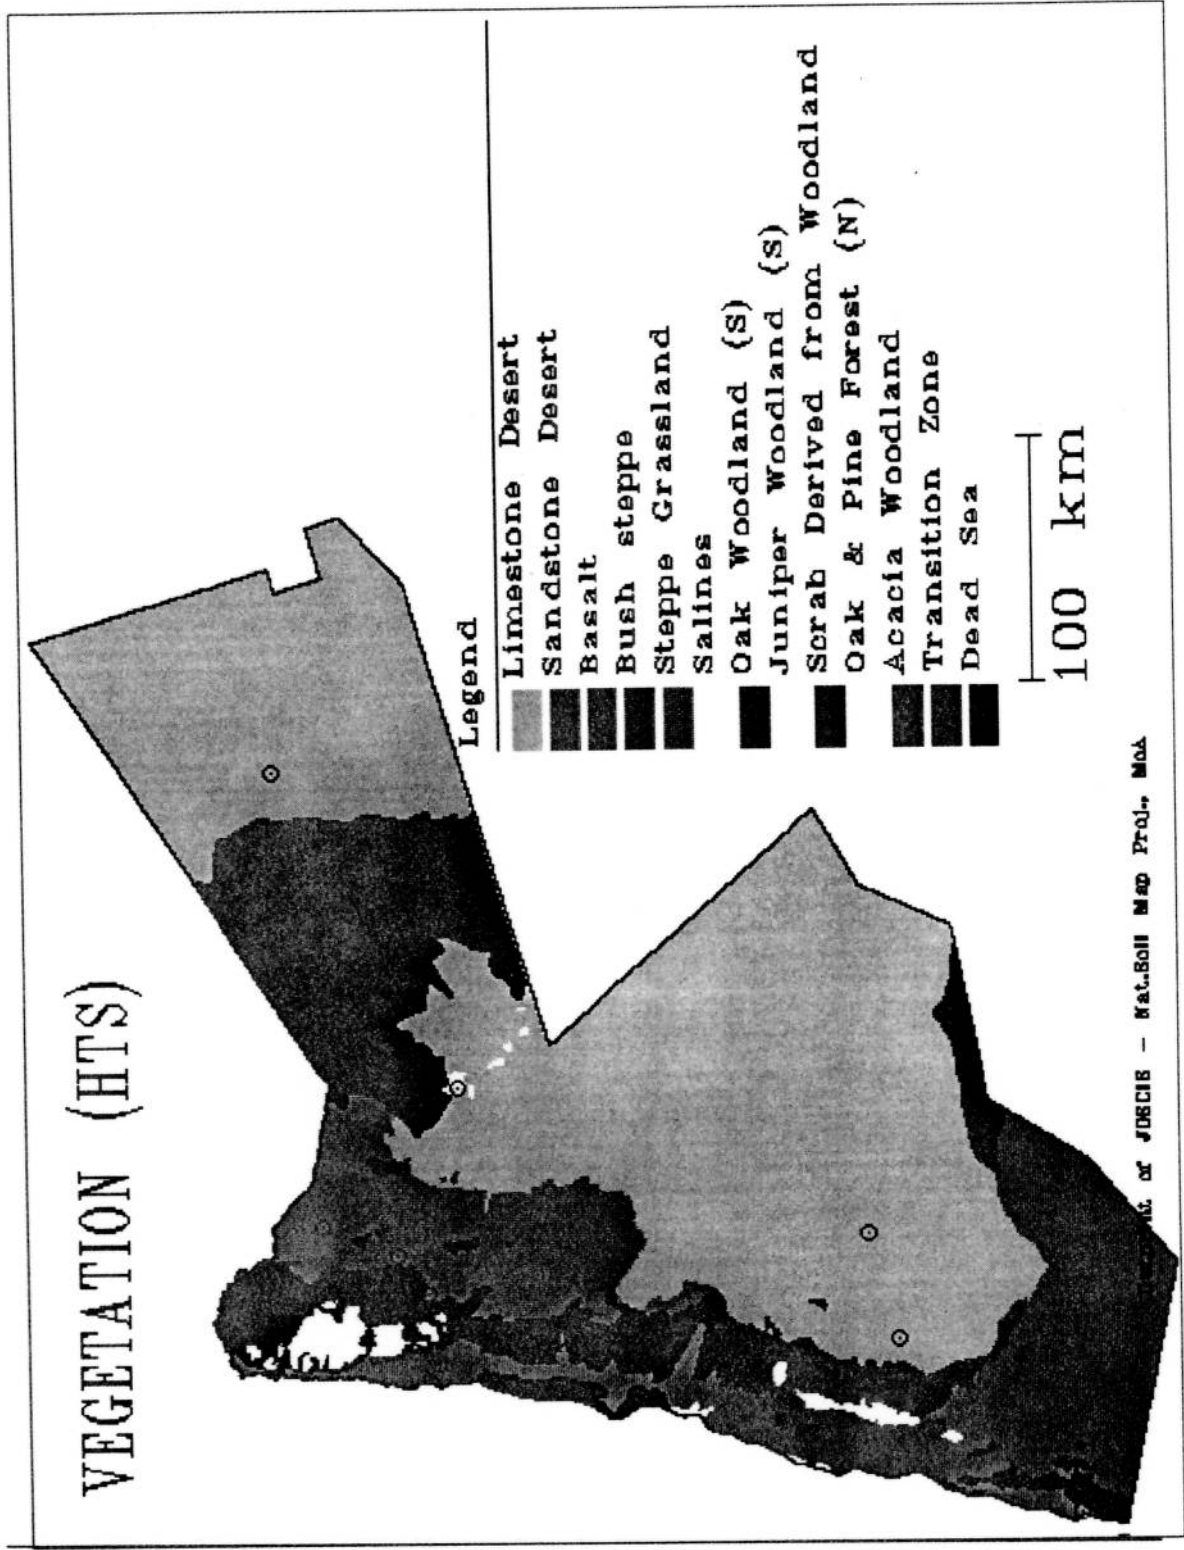 VEGETATION (HTS)
Legend
Limestone Desert
Sandstone Desert
Basalt
Bush steppe
Steppe Grassland
Salines
Oak Woodland (S)
Juniper Woodland (S)
Scrab Derived from Woodland
Oak & Pine Forest (N)
Acacia Woodland
Transition Zone
Dead Sea
100 km
of JOSCIS - Nat.Soil Map Proj., MoA